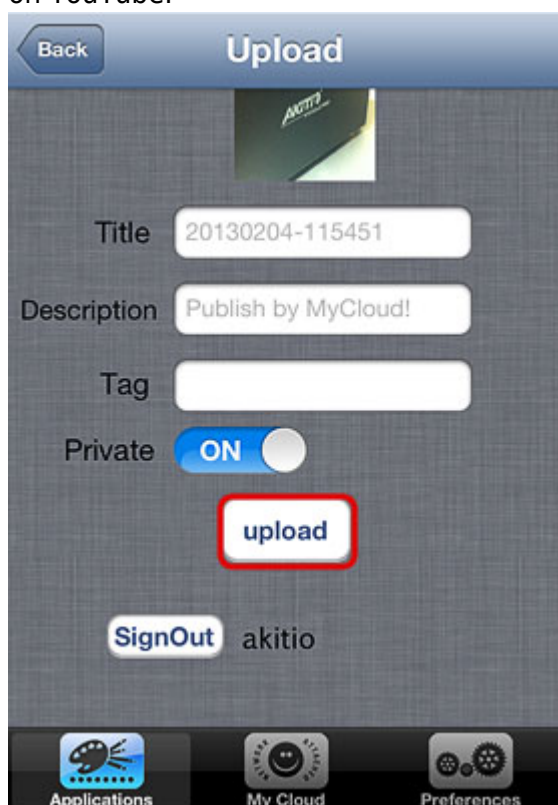 on YouTube.
Back
Upload
AKiTiO
Title
20130204-115451
Description
Publish by MyCloud!
Tag
Private
ON
upload
SignOut
akitio
Applications
My Cloud
Preferences